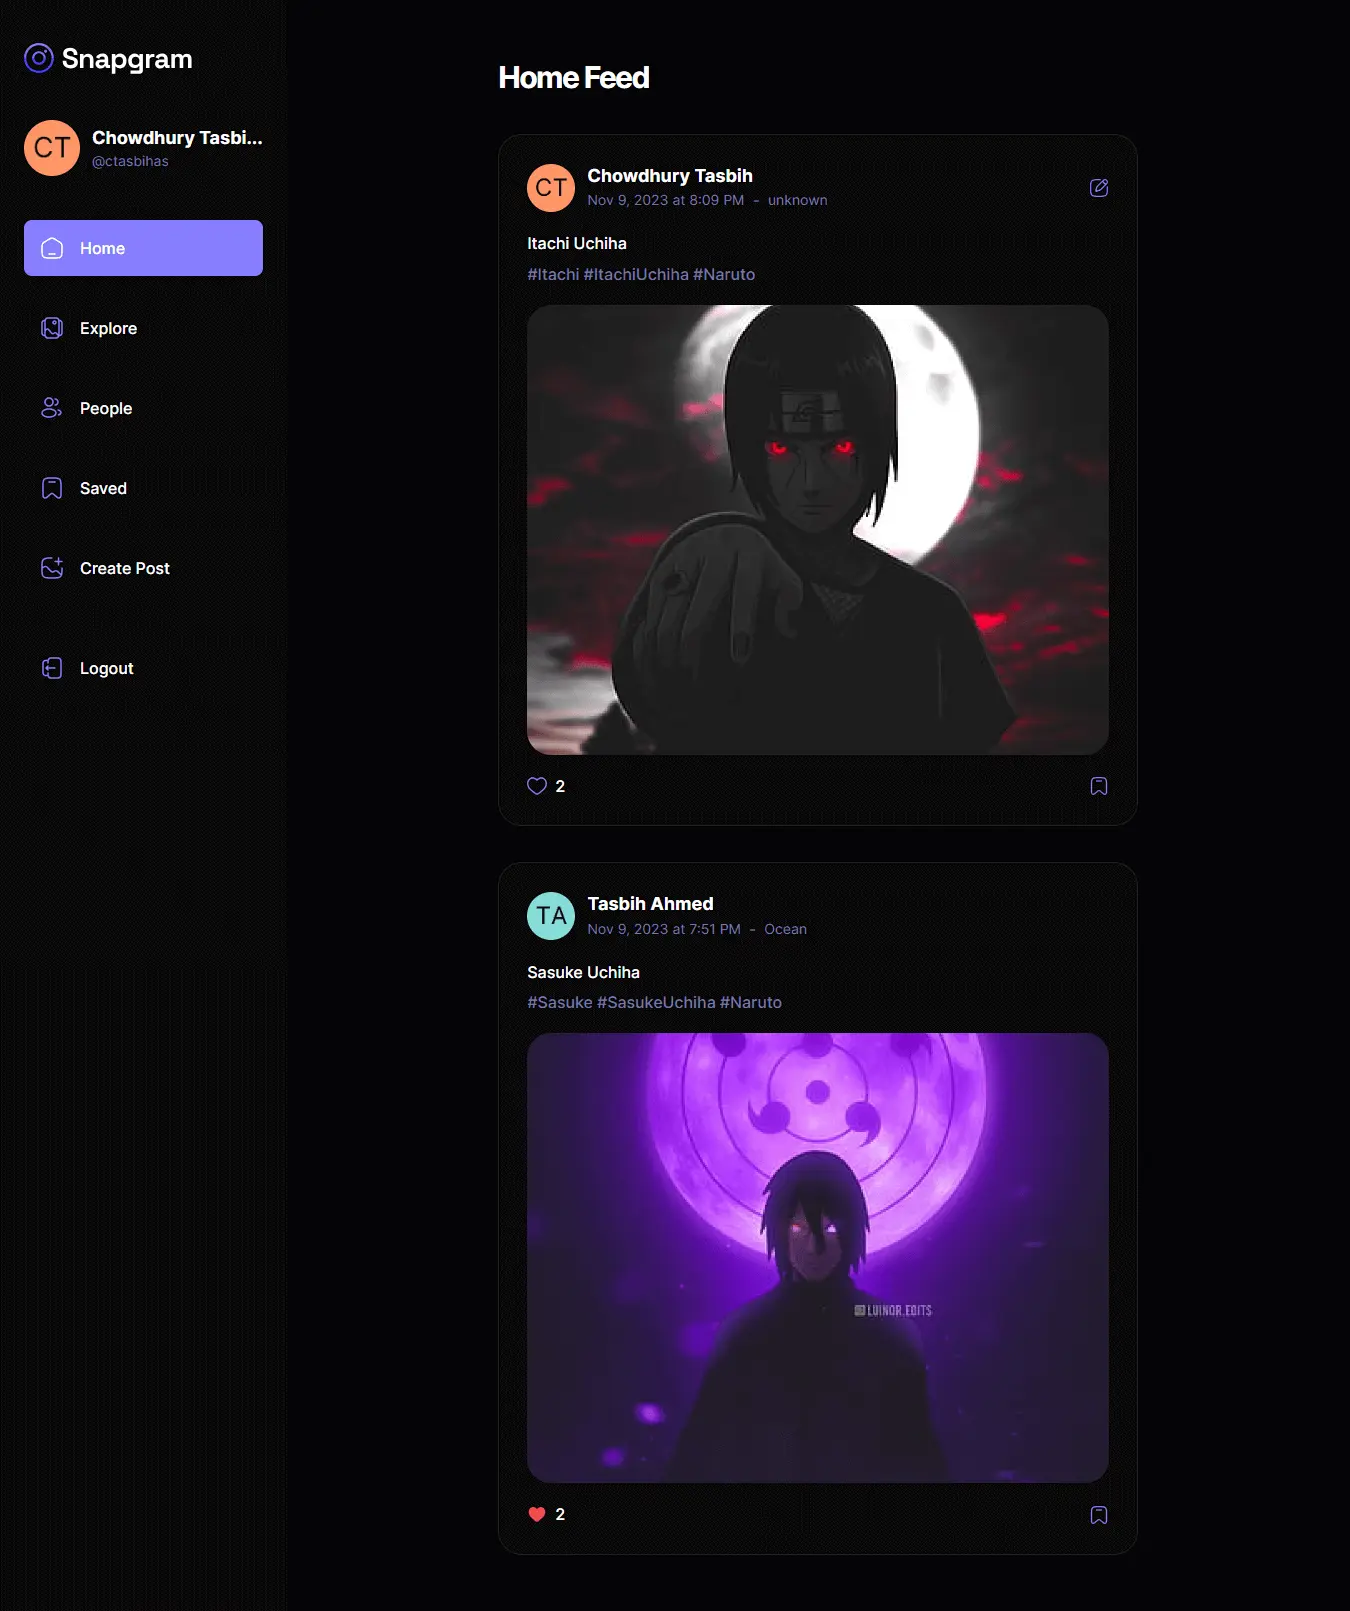 Snapgram
CT
Chowdhury Tasbi...
@ctasbihas
Home
Explore
People
Saved
Create Post
Logout
Home Feed
CT
Chowdhury Tasbih
Nov 9, 2023 at 8:09 PM - unknown
Itachi Uchiha
#Itachi #ItachiUchiha #Naruto
2
TA
Tasbih Ahmed
Nov 9, 2023 at 7:51 PM - Ocean
Sasuke Uchiha
#Sasuke #SasukeUchiha #Naruto
LUINOR.EDITS
2